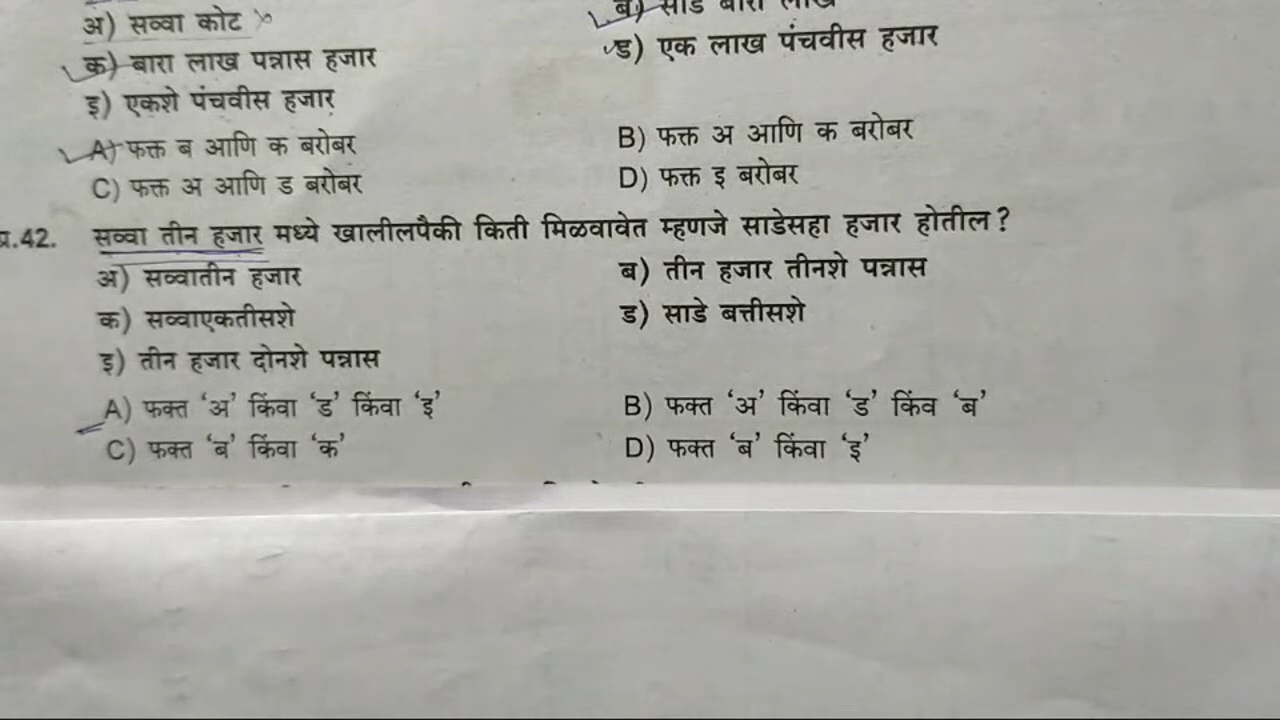 अ) सव्वा कोट ब) साडे बारा लाख
क) बारा लाख पन्नास हजार ड) एक लाख पंचवीस हजार
इ) एकशे पंचवीस हजार
A) फक्त ब आणि क बरोबर B) फक्त अ आणि क बरोबर
C) फक्त अ आणि ड बरोबर D) फक्त इ बरोबर
प्र.42. सव्वा तीन हजार मध्ये खालीलपैकी किती मिळवावेत म्हणजे साडेसहा हजार होतील?
अ) सव्वातीन हजार ब) तीन हजार तीनशे पन्नास
क) सव्वाएकतीसशे ड) साडे बत्तीसशे
इ) तीन हजार दोनशे पन्नास
A) फक्त ‘अ’ किंवा ‘ड’ किंवा ‘इ’ B) फक्त ‘अ’ किंवा ‘ड’ किंव ‘ब’
C) फक्त ‘ब’ किंवा ‘क’ D) फक्त ‘ब’ किंवा ‘इ’